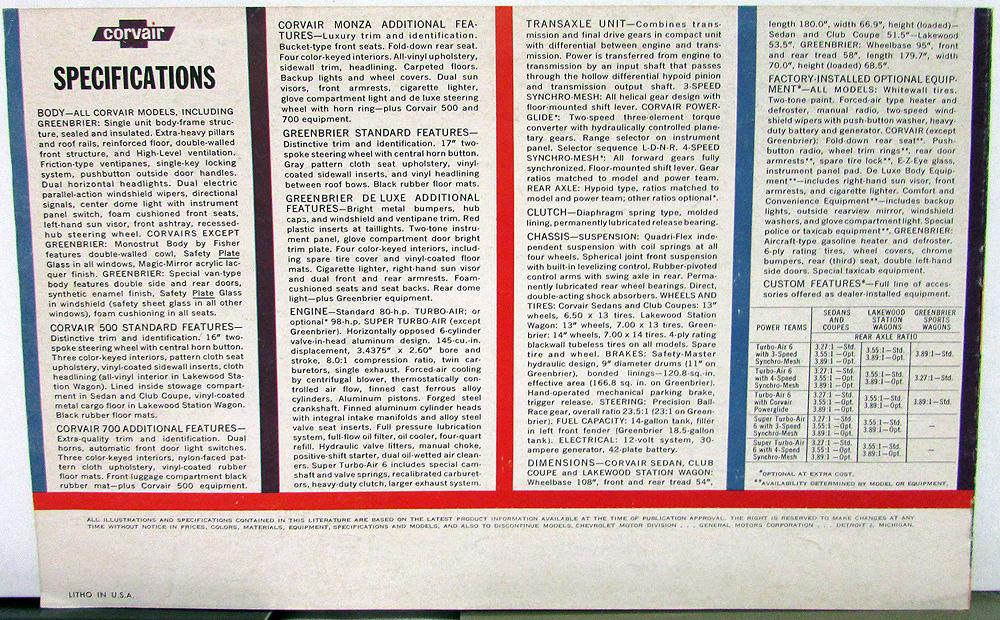 corvair
SPECIFICATIONS
BODY—ALL CORVAIR MODELS, INCLUDING
GREENBRIER: Single unit body-frame struc-
ture, sealed and insulated. Extra-heavy pillars
and roof rails, reinforced floor, double-walled
front structure, and High-Level ventilation.
Friction-type ventipanes, single-key locking
system, pushbutton outside door handles.
Dual horizontal headlights. Dual electric
parallel-action windshield wipers, directional
signals, center dome light with instrument
panel switch, foam cushioned front seats,
left-hand sun visor, front ashtray, recessed-
hub steering wheel. CORVAIRS EXCEPT
GREENBRIER: Monostrut Body by Fisher
features double-walled cowl, Safety Plate
Glass in all windows, Magic-Mirror acrylic lac-
quer finish. GREENBRIER: Special van-type
body features double side and rear doors,
synthetic enamel finish, Safety Plate Glass
in windshield (safety sheet glass in all other
windows), foam cushioning in all seats.
CORVAIR 500 STANDARD FEATURES—
Distinctive trim and identification. 16" two-
spoke steering wheel with central horn button.
Three color-keyed interiors, pattern cloth seat
upholstery, vinyl-coated sidewall inserts, cloth
headlining (all-vinyl interior in Lakewood Sta-
tion Wagon). Lined inside stowage compart-
ment in Sedan and Club Coupe, vinyl-coated
metal cargo floor in Lakewood Station Wagon.
Black rubber floor mats.
CORVAIR 700 ADDITIONAL FEATURES—
Extra-quality trim and identification. Dual
horns, automatic front door light switches.
Three color-keyed interiors, nylon-faced pat-
tern cloth upholstery, vinyl-coated rubber
floor mats. Front luggage compartment black
rubber mat—plus Corvair 500 equipment.
CORVAIR MONZA ADDITIONAL FEA-
TURES—Luxury trim and identification.
Bucket-type front seats. Fold-down rear seat.
Four color-keyed interiors. All-vinyl upholstery,
sidewall trim, headlining. Carpeted floors.
Backup lights and wheel covers. Dual sun
visors, front armrests, cigarette lighter,
glove compartment light and de luxe steering
wheel with horn ring—plus Corvair 500 and
700 equipment.
GREENBRIER STANDARD FEATURES—
Distinctive trim and identification. 17" two-
spoke steering wheel with central horn button.
Gray pattern cloth seat upholstery, vinyl-
coated sidewall inserts, and vinyl headlining
between roof bows. Black rubber floor mats.
GREENBRIER DE LUXE ADDITIONAL
FEATURES—Bright metal bumpers, hub
caps, and windshield and ventipane trim. Red
plastic inserts at taillights. Two-tone instru-
ment panel, glove compartment door bright
trim plate. Four color-keyed interiors, includ-
ing spare tire cover and vinyl-coated floor
mats. Cigarette lighter, right-hand sun visor
and dual front and rear armrests. Foam-
cushioned seats and seat backs. Rear dome
light—plus Greenbrier equipment.
ENGINE—Standard 80-h.p. TURBO-AIR; or
optional* 98-h.p. SUPER TURBO-AIR (except
Greenbrier). Horizontally opposed 6-cylinder
valve-in-head aluminum design. 145-cu.-in.
displacement, 3.4375" x 2.60" bore and
stroke, 8.0:1 compression ratio, twin car-
buretors, single exhaust. Forced-air cooling
by centrifugal blower, thermostatically con-
trolled air flow, finned cast ferrous alloy
cylinders. Aluminum pistons. Forged steel
crankshaft. Finned aluminum cylinder heads
with integral intake manifolds and alloy steel
valve seat inserts. Full pressure lubrication
system, full-flow oil filter, oil cooler, four-quart
refill. Hydraulic valve lifters, manual choke,
positive-shift starter, dual oil-wetted air clean-
ers. Super Turbo-Air 6 includes special cam-
shaft and valve springs, recalibrated carburet-
ors, heavy-duty clutch, larger exhaust system.
TRANSAXLE UNIT—Combines trans-
mission and final drive gears in compact unit
with differential between engine and trans-
mission. Power is transferred from engine to
transmission by an input shaft that passes
through the hollow differential hypoid pinion
and transmission output shaft. 3-SPEED
SYNCHRO-MESH: All helical gear design with
floor-mounted shift lever. CORVAIR POWER-
GLIDE*: Two-speed three-element torque
converter with hydraulically controlled plane-
tary gears. Range selector on instrument
panel. Selector sequence L-D-N-R. 4-SPEED
SYNCHRO-MESH*: All forward gears fully
synchronized. Floor-mounted shift lever. Gear
ratios matched to model and power team.
REAR AXLE: Hypoid type, ratios matched to
model and power team; other ratios optional*.
CLUTCH—Diaphragm spring type, molded
lining, permanently lubricated release bearing.
CHASSIS—SUSPENSION: Quadri-Flex inde-
pendent suspension with coil springs at all
four wheels. Spherical joint front suspension
with built-in leveling control. Rubber-pivoted
control arms with swing axle in rear. Perma-
nently lubricated rear wheel bearings. Direct,
double-acting shock absorbers. WHEELS AND
TIRES: Corvair Sedans and Club Coupes: 13"
wheels, 6.50 x 13 tires. Lakewood Station
Wagon: 13" wheels, 7.00 x 13 tires. Green-
brier: 14" wheels, 7.00 x 14 tires. 4-ply rating
blackwall tubeless tires on all models. Spare
tire and wheel. BRAKES: Safety-Master
hydraulic design, 9" diameter drums (11" on
Greenbrier), bonded linings—120.8-sq.-in.
effective area (166.8 sq. in. on Greenbrier).
Hand-operated mechanical parking brake,
trigger release. STEERING: Precision Ball-
Race gear, overall ratio 23.5:1 (23:1 on Green-
brier). FUEL CAPACITY: 14-gallon tank, filler
in left front fender (Greenbrier 18.5-gallon
tank). ELECTRICAL: 12-volt system, 30-
ampere generator, 42-plate battery.
DIMENSIONS—CORVAIR SEDAN, CLUB
COUPE and LAKEWOOD STATION WAGON:
Wheelbase 108", front and rear tread 54",
length 180.0", width 66.9", height (loaded)—
Sedan and Club Coupe 51.5"—Lakewood
53.5". GREENBRIER: Wheelbase 95", front
and rear tread 58", length 179.7", width
70.0", height (loaded) 68.5".
FACTORY-INSTALLED OPTIONAL EQUIP-
MENT*—ALL MODELS: Whitewall tires.
Two-tone paint. Forced-air type heater and
defroster, manual radio, two-speed wind-
shield wipers with push-button washer, heavy-
duty battery and generator. CORVAIR (except
Greenbrier): Fold-down rear seat**. Push-
button radio, wheel trim rings**, rear door
armrests**, spare tire lock**, E-Z-Eye glass,
instrument panel pad. De Luxe Body Equip-
ment**—includes right-hand sun visor, front
armrests, and cigarette lighter. Comfort and
Convenience Equipment**—includes backup
lights, outside rearview mirror, windshield
washers, and glove compartment light. Special
police or taxicab equipment**. GREENBRIER:
Aircraft-type gasoline heater and defroster.
6-ply rating tires, wheel covers, chrome
bumpers, rear (third) seat, double left-hand
side doors. Special taxicab equipment.
CUSTOM FEATURES*—Full line of acces-
sories offered as dealer-installed equipment.
POWER TEAMS SEDANS AND COUPES LAKEWOOD STATION WAGONS GREENBRIER SPORTS WAGONS
REAR AXLE RATIO
Turbo-Air 6 3.27:1—Std.
with 3-Speed 3.55:1—Opt. 3.55:1—Std. 3.89:1—Std.
Synchro-Mesh 3.89:1—Opt. 3.89:1—Opt.
Turbo-Air 6 3.27:1—Std.
with 4-Speed 3.55:1—Opt. 3.55:1—Std. 3.27:1—Std.
Synchro-Mesh 3.89:1—Opt. 3.89:1—Opt.
Turbo-Air 6 3.27:1—Std.
with Corvair 3.55:1—Opt. 3.55:1—Std. 3.89:1—Std.
Powerglide 3.89:1—Opt. 3.89:1—Opt.
Super Turbo-Air 3.27:1—Std.
6 with 3-Speed 3.55:1—Opt. 3.55:1—Std. —
Synchro-Mesh 3.89:1—Opt. 3.89:1—Opt.
Super Turbo-Air 3.27:1—Std.
6 with 4-Speed 3.55:1—Opt. 3.55:1—Std. —
Synchro-Mesh 3.89:1—Opt. 3.89:1—Opt.
*OPTIONAL AT EXTRA COST.
**AVAILABILITY DETERMINED BY MODEL OR EQUIPMENT.
ALL ILLUSTRATIONS AND SPECIFICATIONS CONTAINED IN THIS LITERATURE ARE BASED ON THE LATEST PRODUCT INFORMATION AVAILABLE AT THE TIME OF PUBLICATION APPROVAL. THE RIGHT IS RESERVED TO MAKE CHANGES AT ANY
TIME WITHOUT NOTICE IN PRICES, COLORS, MATERIALS, EQUIPMENT, SPECIFICATIONS AND MODELS, AND ALSO TO DISCONTINUE MODELS. CHEVROLET MOTOR DIVISION . . . GENERAL MOTORS CORPORATION . . . DETROIT 2, MICHIGAN.
LITHO IN U.S.A.